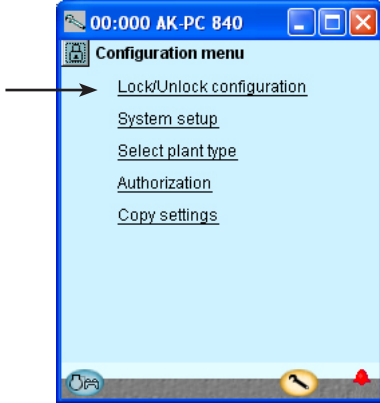 00:000 AK-PC 840
Configuration menu
Lock/Unlock configuration
System setup
Select plant type
Authorization
Copy settings